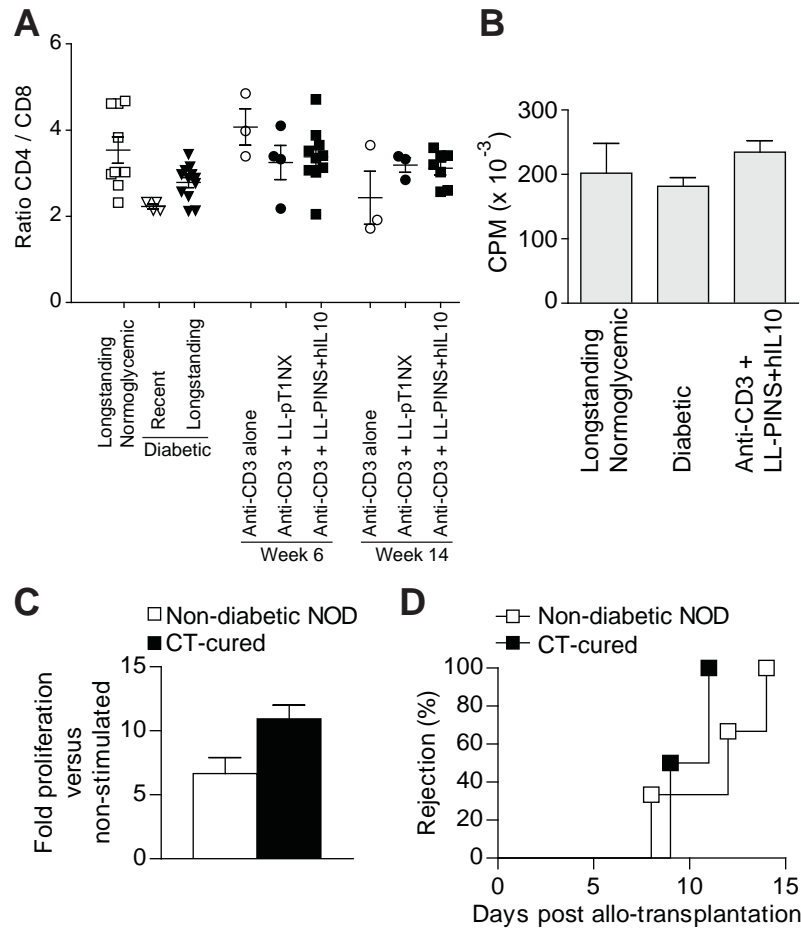 A
Ratio CD4 / CD8
6
4
2
0
Longstanding
Normoglycemic
Recent
Longstanding
Diabetic
Anti-CD3 alone
Anti-CD3 + LL-pT1NX
Anti-CD3 + LL-PINS+hIL10
Week 6
Anti-CD3 alone
Anti-CD3 + LL-pT1NX
Anti-CD3 + LL-PINS+hIL10
Week 14
B
CPM (x 10⁻³)
300
200
100
0
Longstanding
Normoglycemic
Diabetic
Anti-CD3 +
LL-PINS+hIL10
C
Non-diabetic NOD
CT-cured
Fold proliferation
versus
non-stimulated
15
10
5
0
D
Non-diabetic NOD
CT-cured
Rejection (%)
100
80
60
40
20
0
0 5 10 15
Days post allo-transplantation